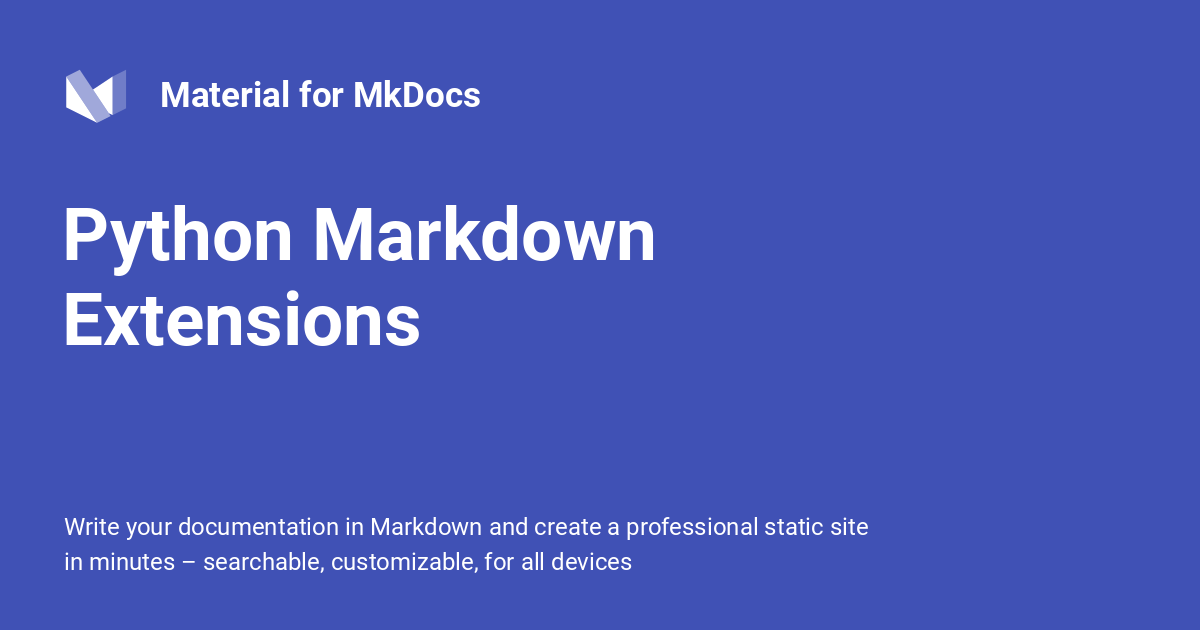 Material for MkDocs
Python Markdown
Extensions
Write your documentation in Markdown and create a professional static site
in minutes – searchable, customizable, for all devices